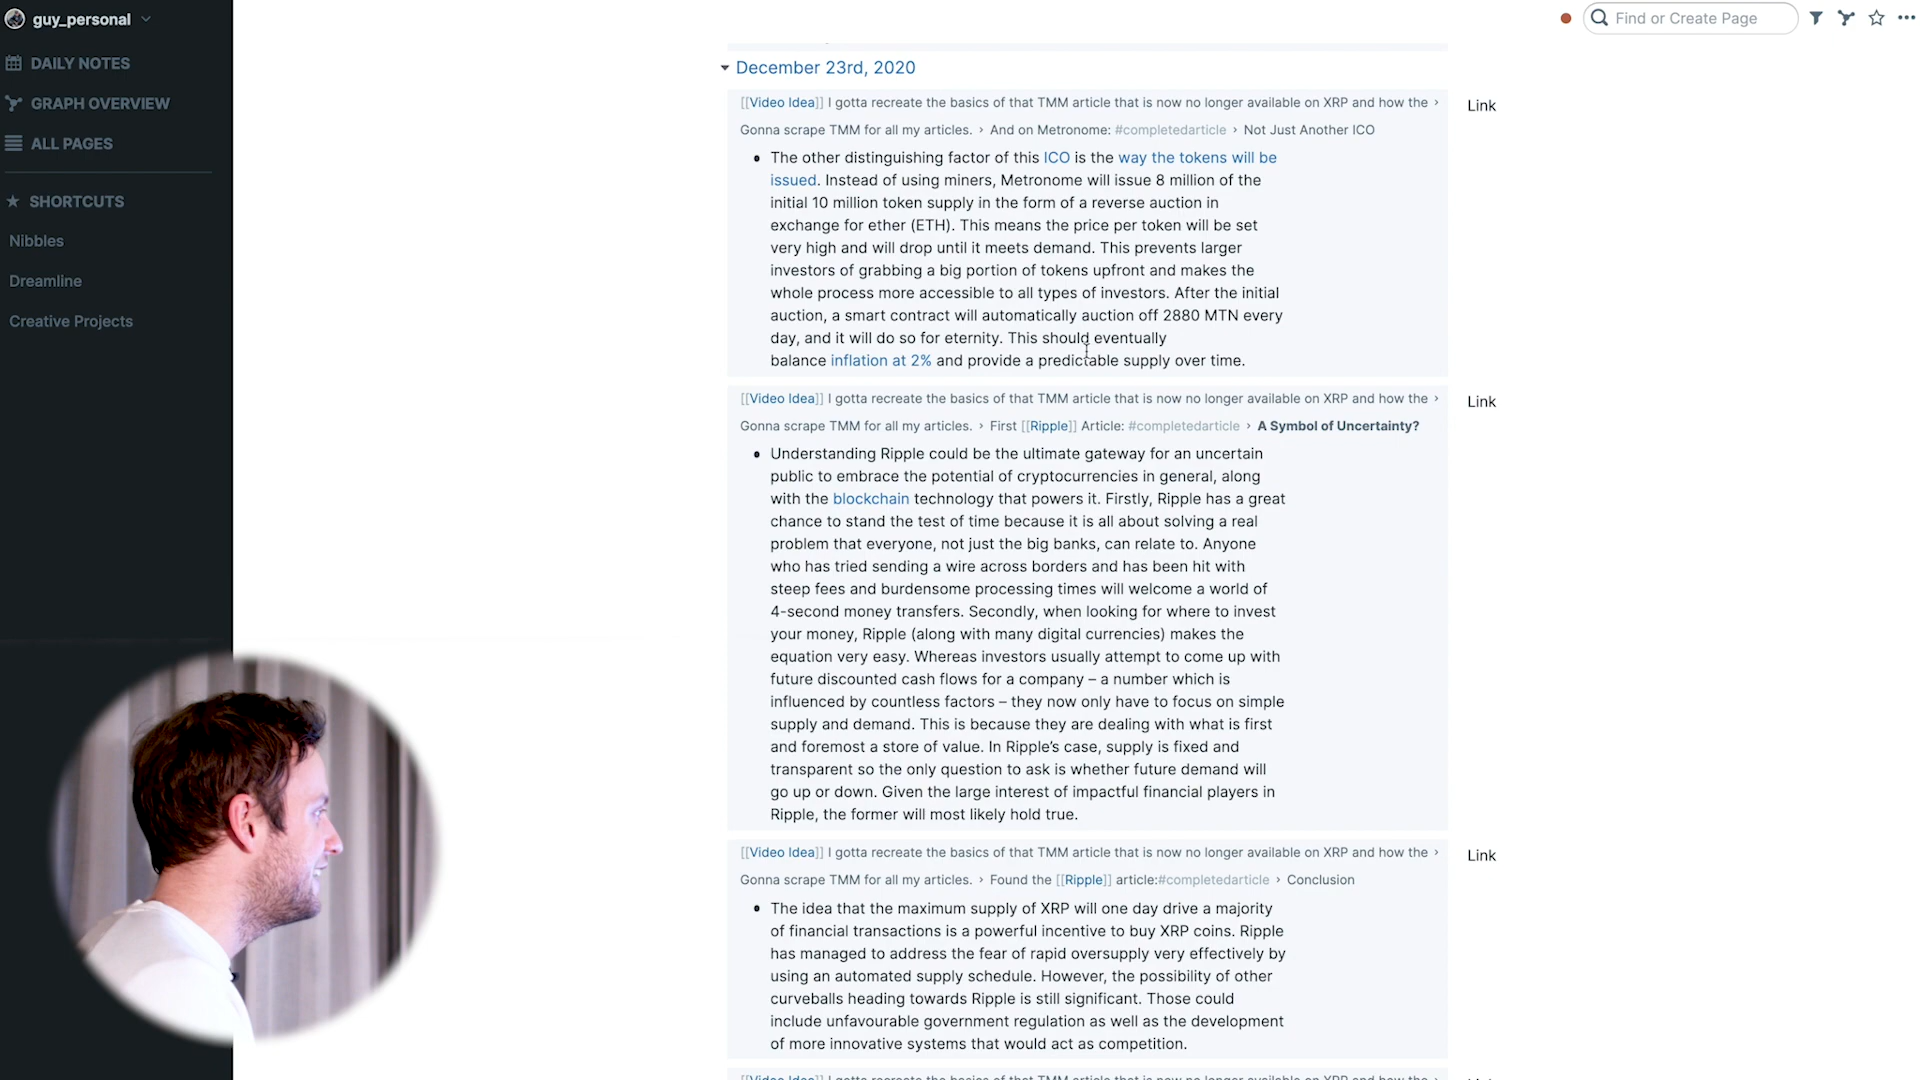 guy_personal
Find or Create Page
DAILY NOTES
GRAPH OVERVIEW
ALL PAGES
SHORTCUTS
Nibbles
Dreamline
Creative Projects
December 23rd, 2020
[[Video Idea]] I gotta recreate the basics of that TMM article that is now no longer available on XRP and how the ›
Link
Gonna scrape TMM for all my articles. › And on Metronome: #completedarticle › Not Just Another ICO
The other distinguishing factor of this ICO is the way the tokens will be
issued. Instead of using miners, Metronome will issue 8 million of the
initial 10 million token supply in the form of a reverse auction in
exchange for ether (ETH). This means the price per token will be set
very high and will drop until it meets demand. This prevents larger
investors of grabbing a big portion of tokens upfront and makes the
whole process more accessible to all types of investors. After the initial
auction, a smart contract will automatically auction off 2880 MTN every
day, and it will do so for eternity. This should eventually
balance inflation at 2% and provide a predictable supply over time.
[[Video Idea]] I gotta recreate the basics of that TMM article that is now no longer available on XRP and how the ›
Link
Gonna scrape TMM for all my articles. › First [[Ripple]] Article: #completedarticle › A Symbol of Uncertainty?
Understanding Ripple could be the ultimate gateway for an uncertain
public to embrace the potential of cryptocurrencies in general, along
with the blockchain technology that powers it. Firstly, Ripple has a great
chance to stand the test of time because it is all about solving a real
problem that everyone, not just the big banks, can relate to. Anyone
who has tried sending a wire across borders and has been hit with
steep fees and burdensome processing times will welcome a world of
4-second money transfers. Secondly, when looking for where to invest
your money, Ripple (along with many digital currencies) makes the
equation very easy. Whereas investors usually attempt to come up with
future discounted cash flows for a company – a number which is
influenced by countless factors – they now only have to focus on simple
supply and demand. This is because they are dealing with what is first
and foremost a store of value. In Ripple's case, supply is fixed and
transparent so the only question to ask is whether future demand will
go up or down. Given the large interest of impactful financial players in
Ripple, the former will most likely hold true.
[[Video Idea]] I gotta recreate the basics of that TMM article that is now no longer available on XRP and how the ›
Link
Gonna scrape TMM for all my articles. › Found the [[Ripple]] article:#completedarticle › Conclusion
The idea that the maximum supply of XRP will one day drive a majority
of financial transactions is a powerful incentive to buy XRP coins. Ripple
has managed to address the fear of rapid oversupply very effectively by
using an automated supply schedule. However, the possibility of other
curveballs heading towards Ripple is still significant. Those could
include unfavourable government regulation as well as the development
of more innovative systems that would act as competition.
[[Video Idea]] I gotta recreate the basics of that TMM article that is now no longer available on XRP and how the